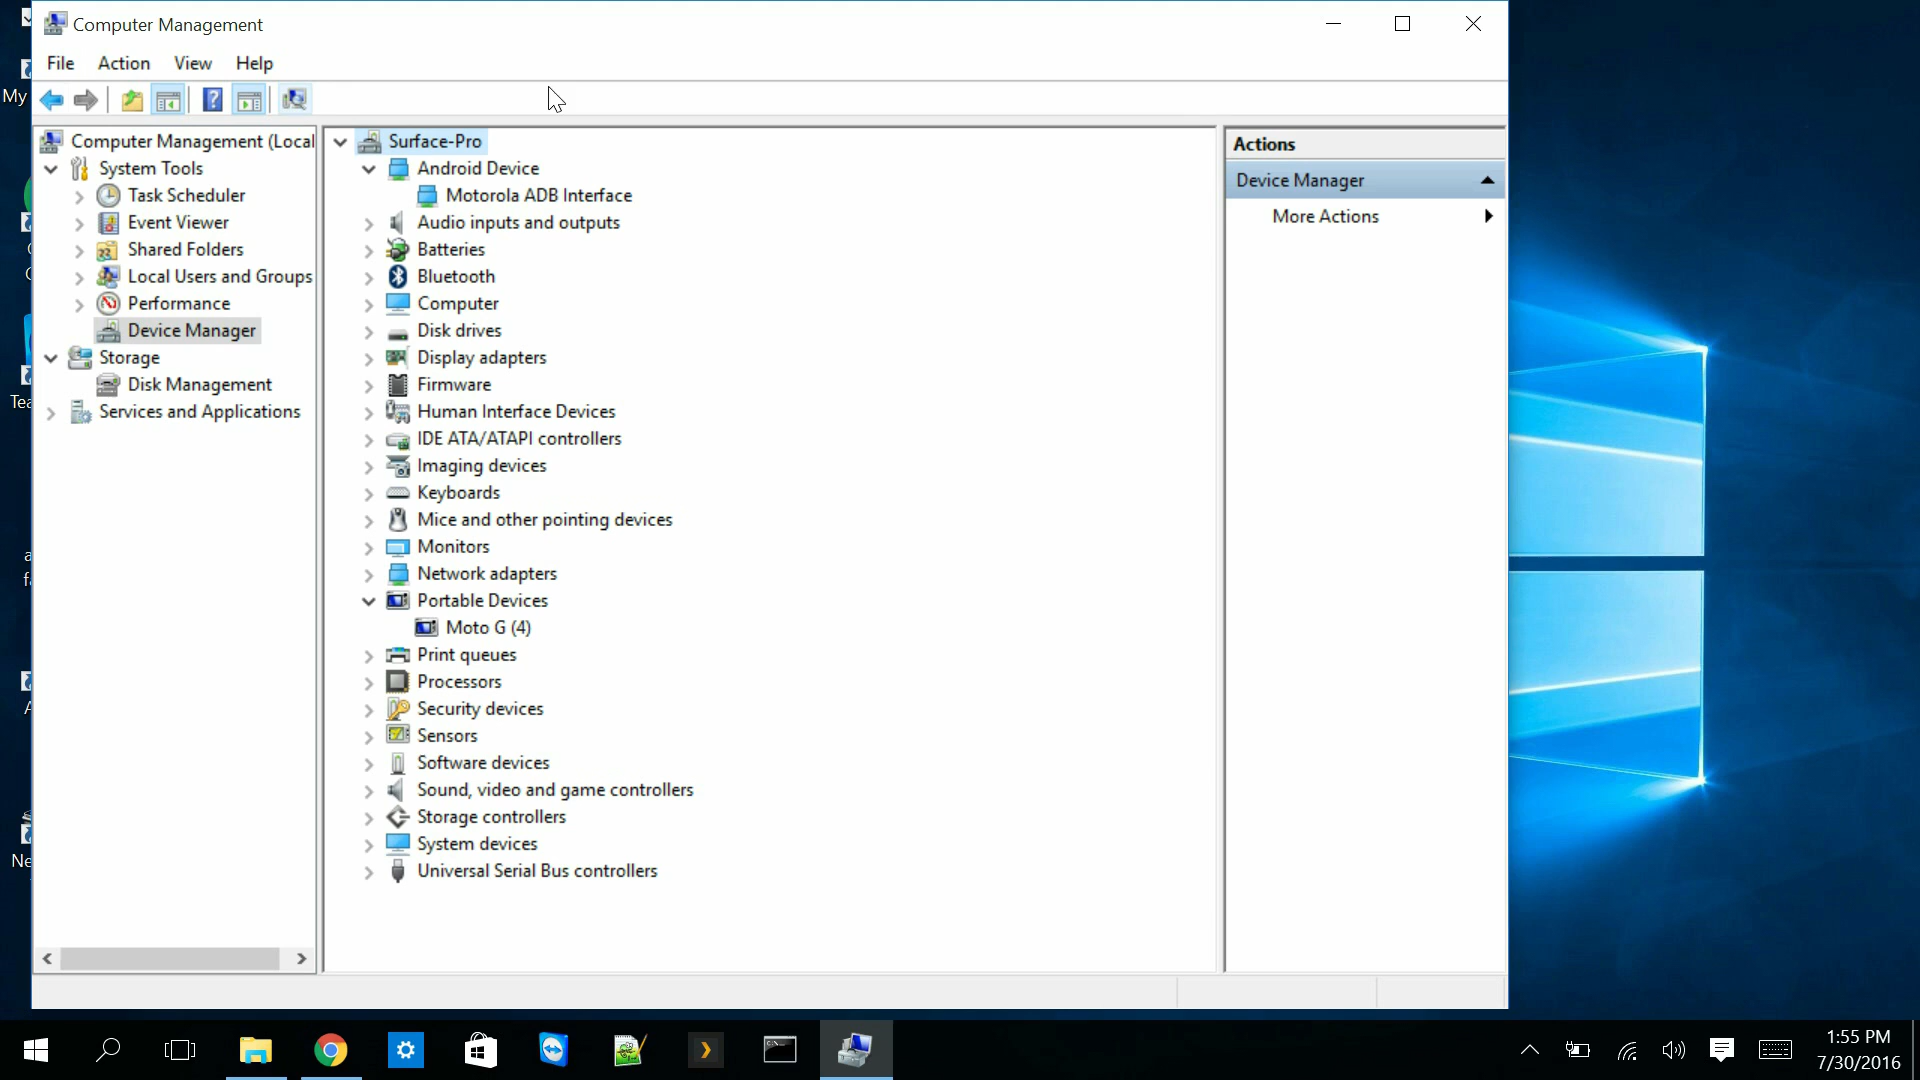 Computer Management
File Action View Help
My
Computer Management (Local
System Tools
Task Scheduler
Event Viewer
Shared Folders
Local Users and Groups
Performance
Device Manager
Storage
Disk Management
Services and Applications
Surface-Pro
Android Device
Motorola ADB Interface
Audio inputs and outputs
Batteries
Bluetooth
Computer
Disk drives
Display adapters
Firmware
Human Interface Devices
IDE ATA/ATAPI controllers
Imaging devices
Keyboards
Mice and other pointing devices
Monitors
Network adapters
Portable Devices
Moto G (4)
Print queues
Processors
Security devices
Sensors
Software devices
Sound, video and game controllers
Storage controllers
System devices
Universal Serial Bus controllers
Actions
Device Manager
More Actions
Tea
Ne
1:55 PM
7/30/2016